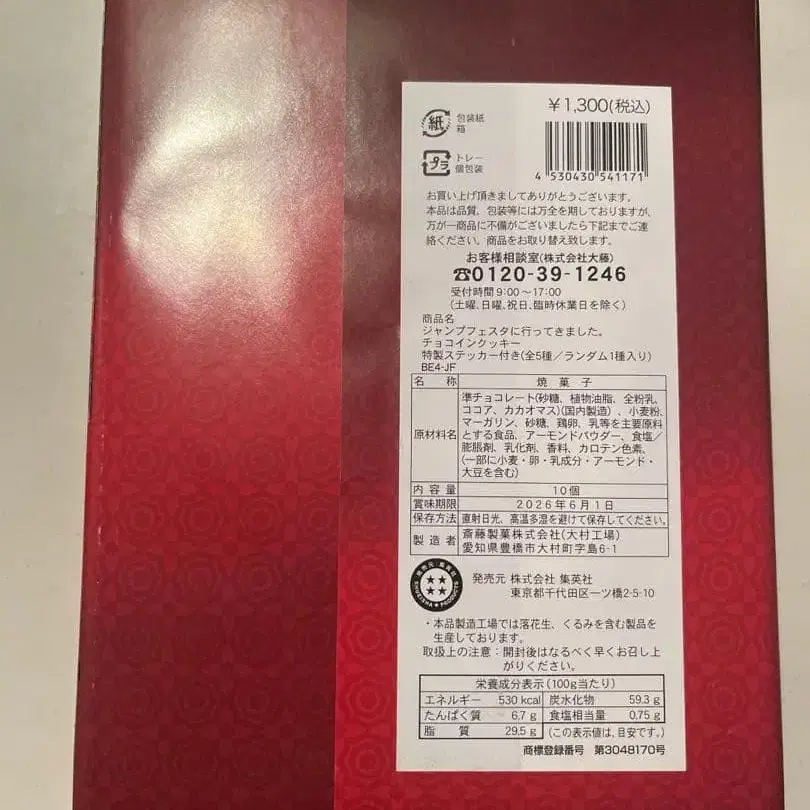 ¥1,300(税込)
紙
包装紙
箱
プラ
トレー
個包装
4 530430 541171
お買い上げ頂きましてありがとうございます。
本品は品質、包装等には万全を期しておりますが、
万が一商品に不備がございましたら下記までご連
絡ください。商品をお取り替え致します。
お客様相談室(株式会社大藤)
☎0120-39-1246
受付時間9:00～17:00
(土曜、日曜、祝日、臨時休業日を除く)
商品名
ジャンプフェスタに行ってきました。
チョコインクッキー
特製ステッカー付き(全5種／ランダム1種入り)
BE4-JF
名 称 焼菓子
原材料名 準チョコレート(砂糖、植物油脂、全粉乳、
ココア、カカオマス)(国内製造)、小麦粉、
マーガリン、砂糖、鶏卵、乳等を主要原料
とする食品、アーモンドパウダー、食塩／
膨脹剤、乳化剤、香料、カロテン色素、
(一部に小麦・卵・乳成分・アーモンド・
大豆を含む)
内容量 10個
賞味期限 2026年6月1日
保存方法 直射日光、高温多湿を避けて保存してください。
製造者 斎藤製菓株式会社(大村工場)
愛知県豊橋市大村町字高6-1
発売元 株式会社 集英社
東京都千代田区一ツ橋2-5-10
・本品製造工場では落花生、くるみを含む製品を
生産しております。
取扱上の注意：開封後はなるべく早くお召し上
がりください。
栄養成分表示(100g当たり)
エネルギー 530kcal 炭水化物 59.3g
たんぱく質 6.7g 食塩相当量 0.75g
脂 質 29.5g (この表示値は、目安です。)
商標登録番号 第3048170号